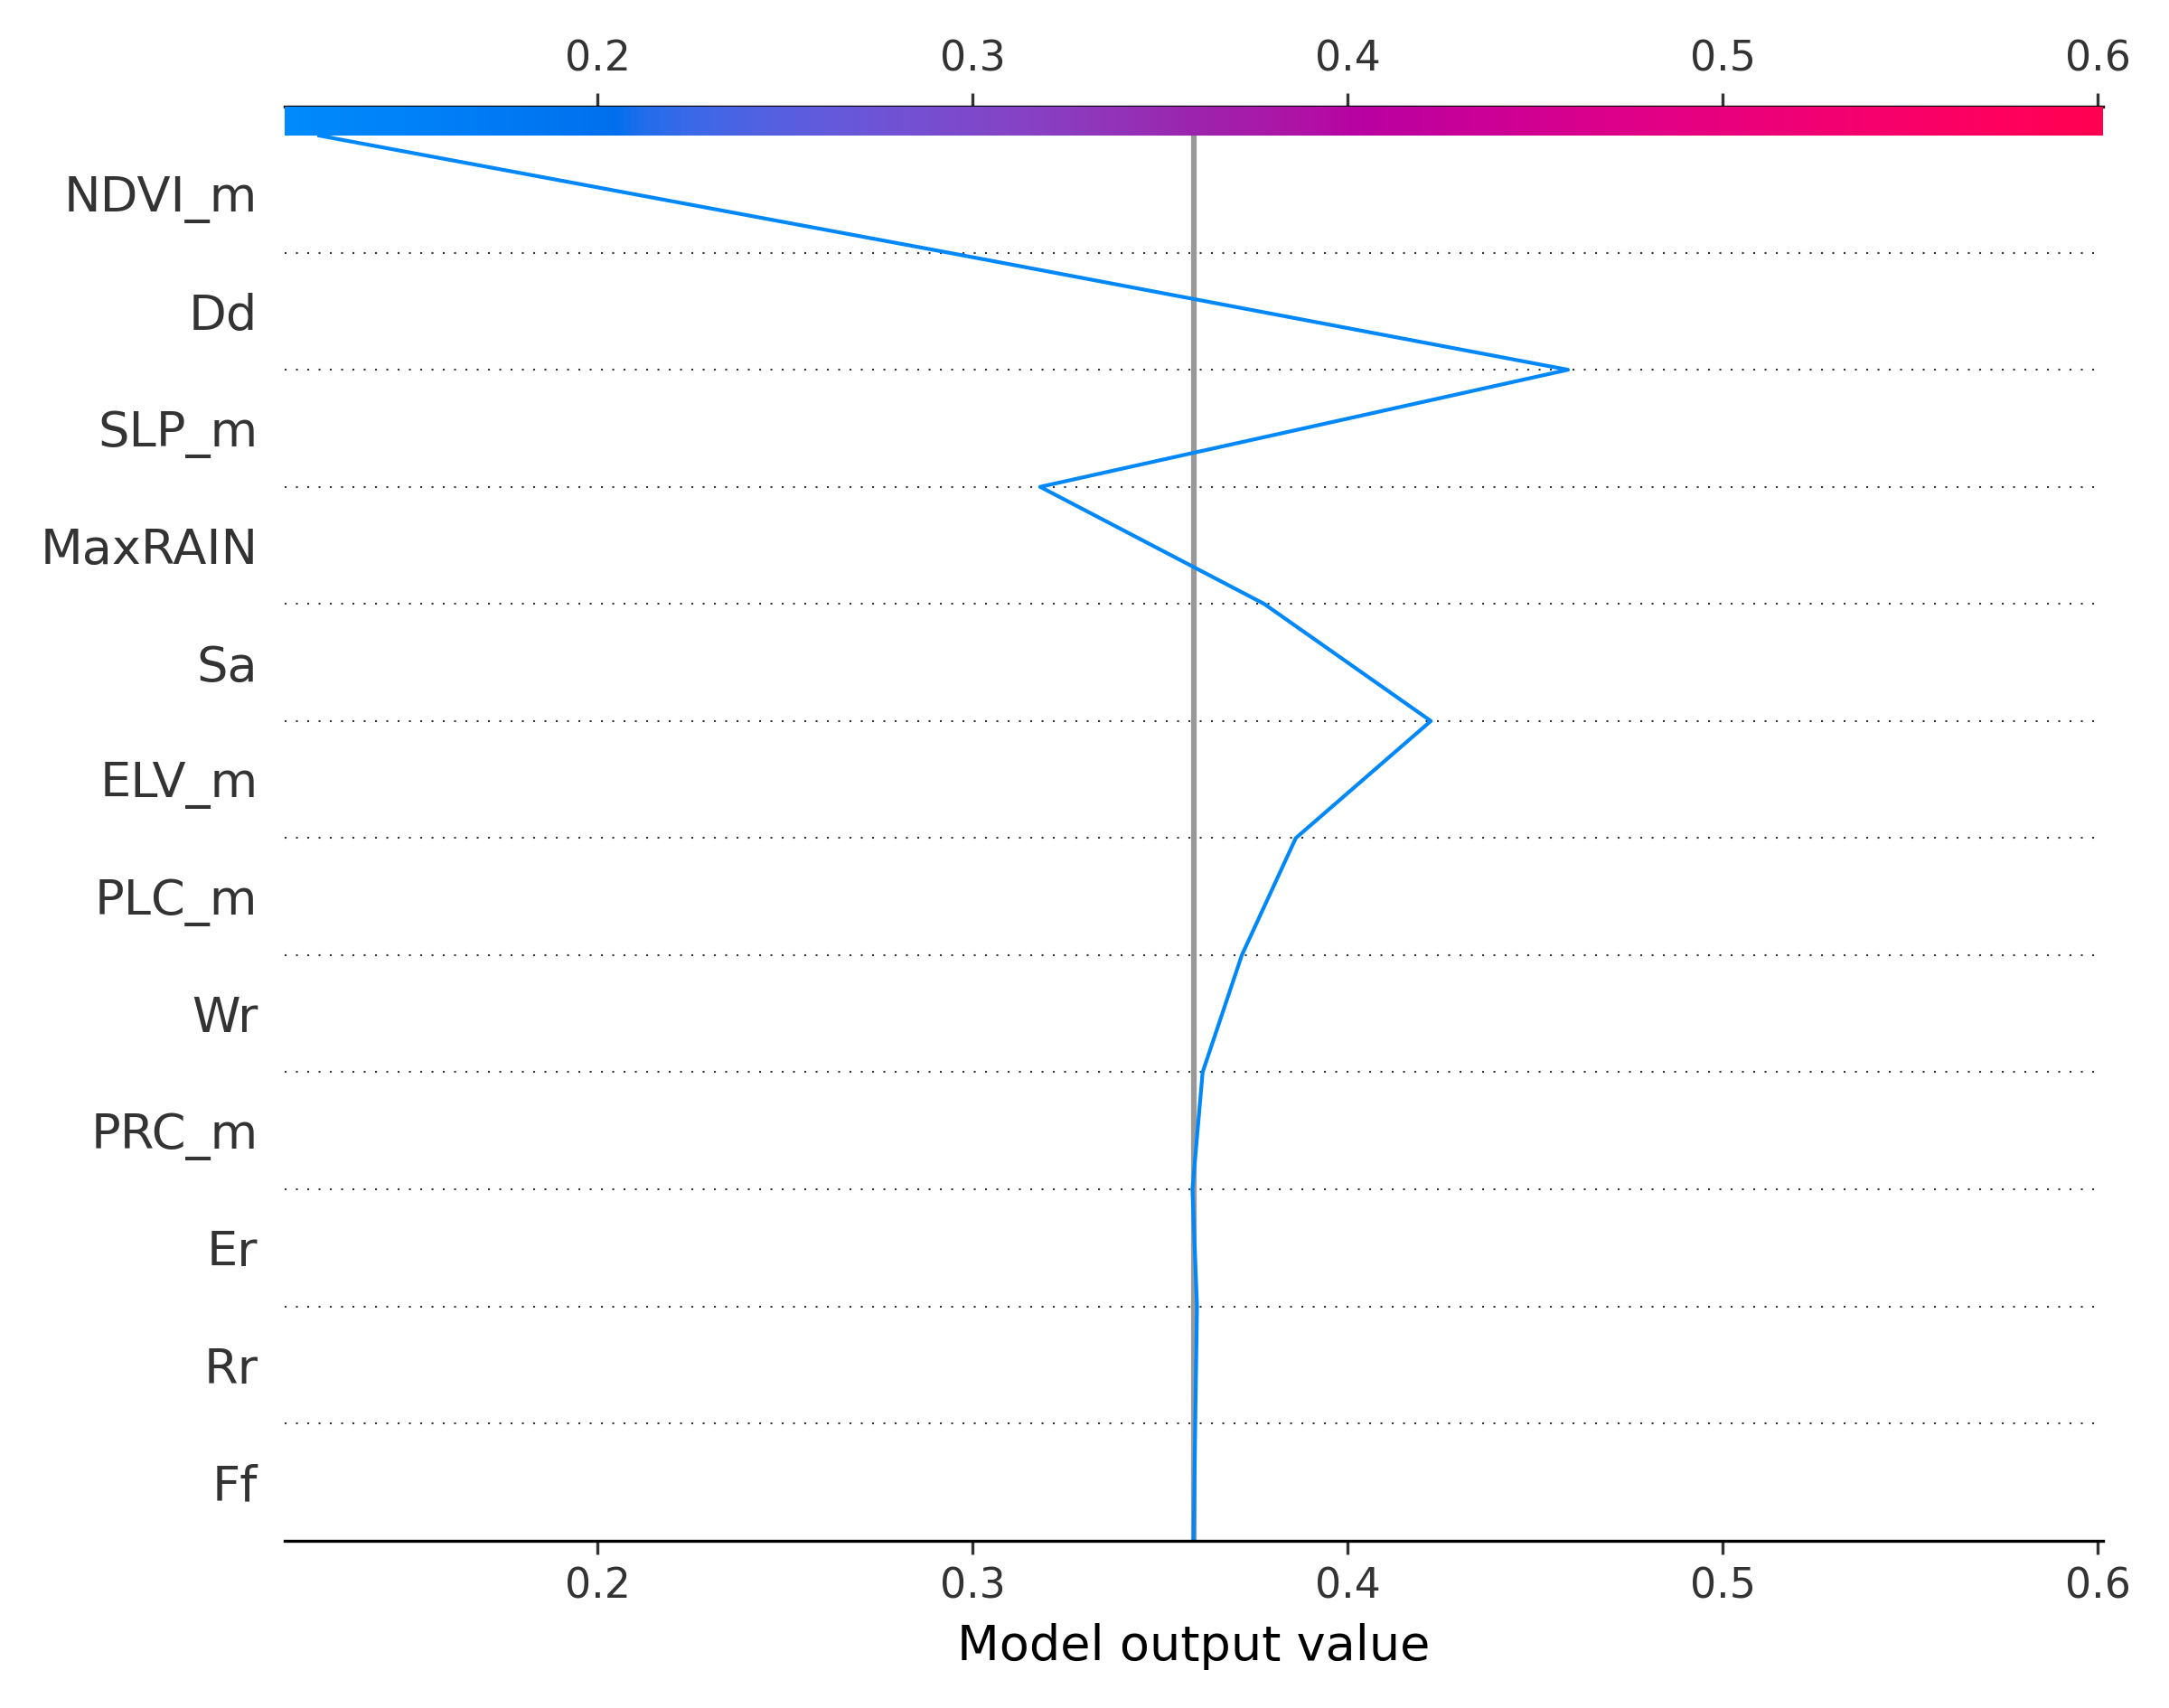 0.2 0.3 0.4 0.5 0.6
NDVI_m
Dd
SLP_m
MaxRAIN
Sa
ELV_m
PLC_m
Wr
PRC_m
Er
Rr
Ff
0.2 0.3 0.4 0.5 0.6
Model output value